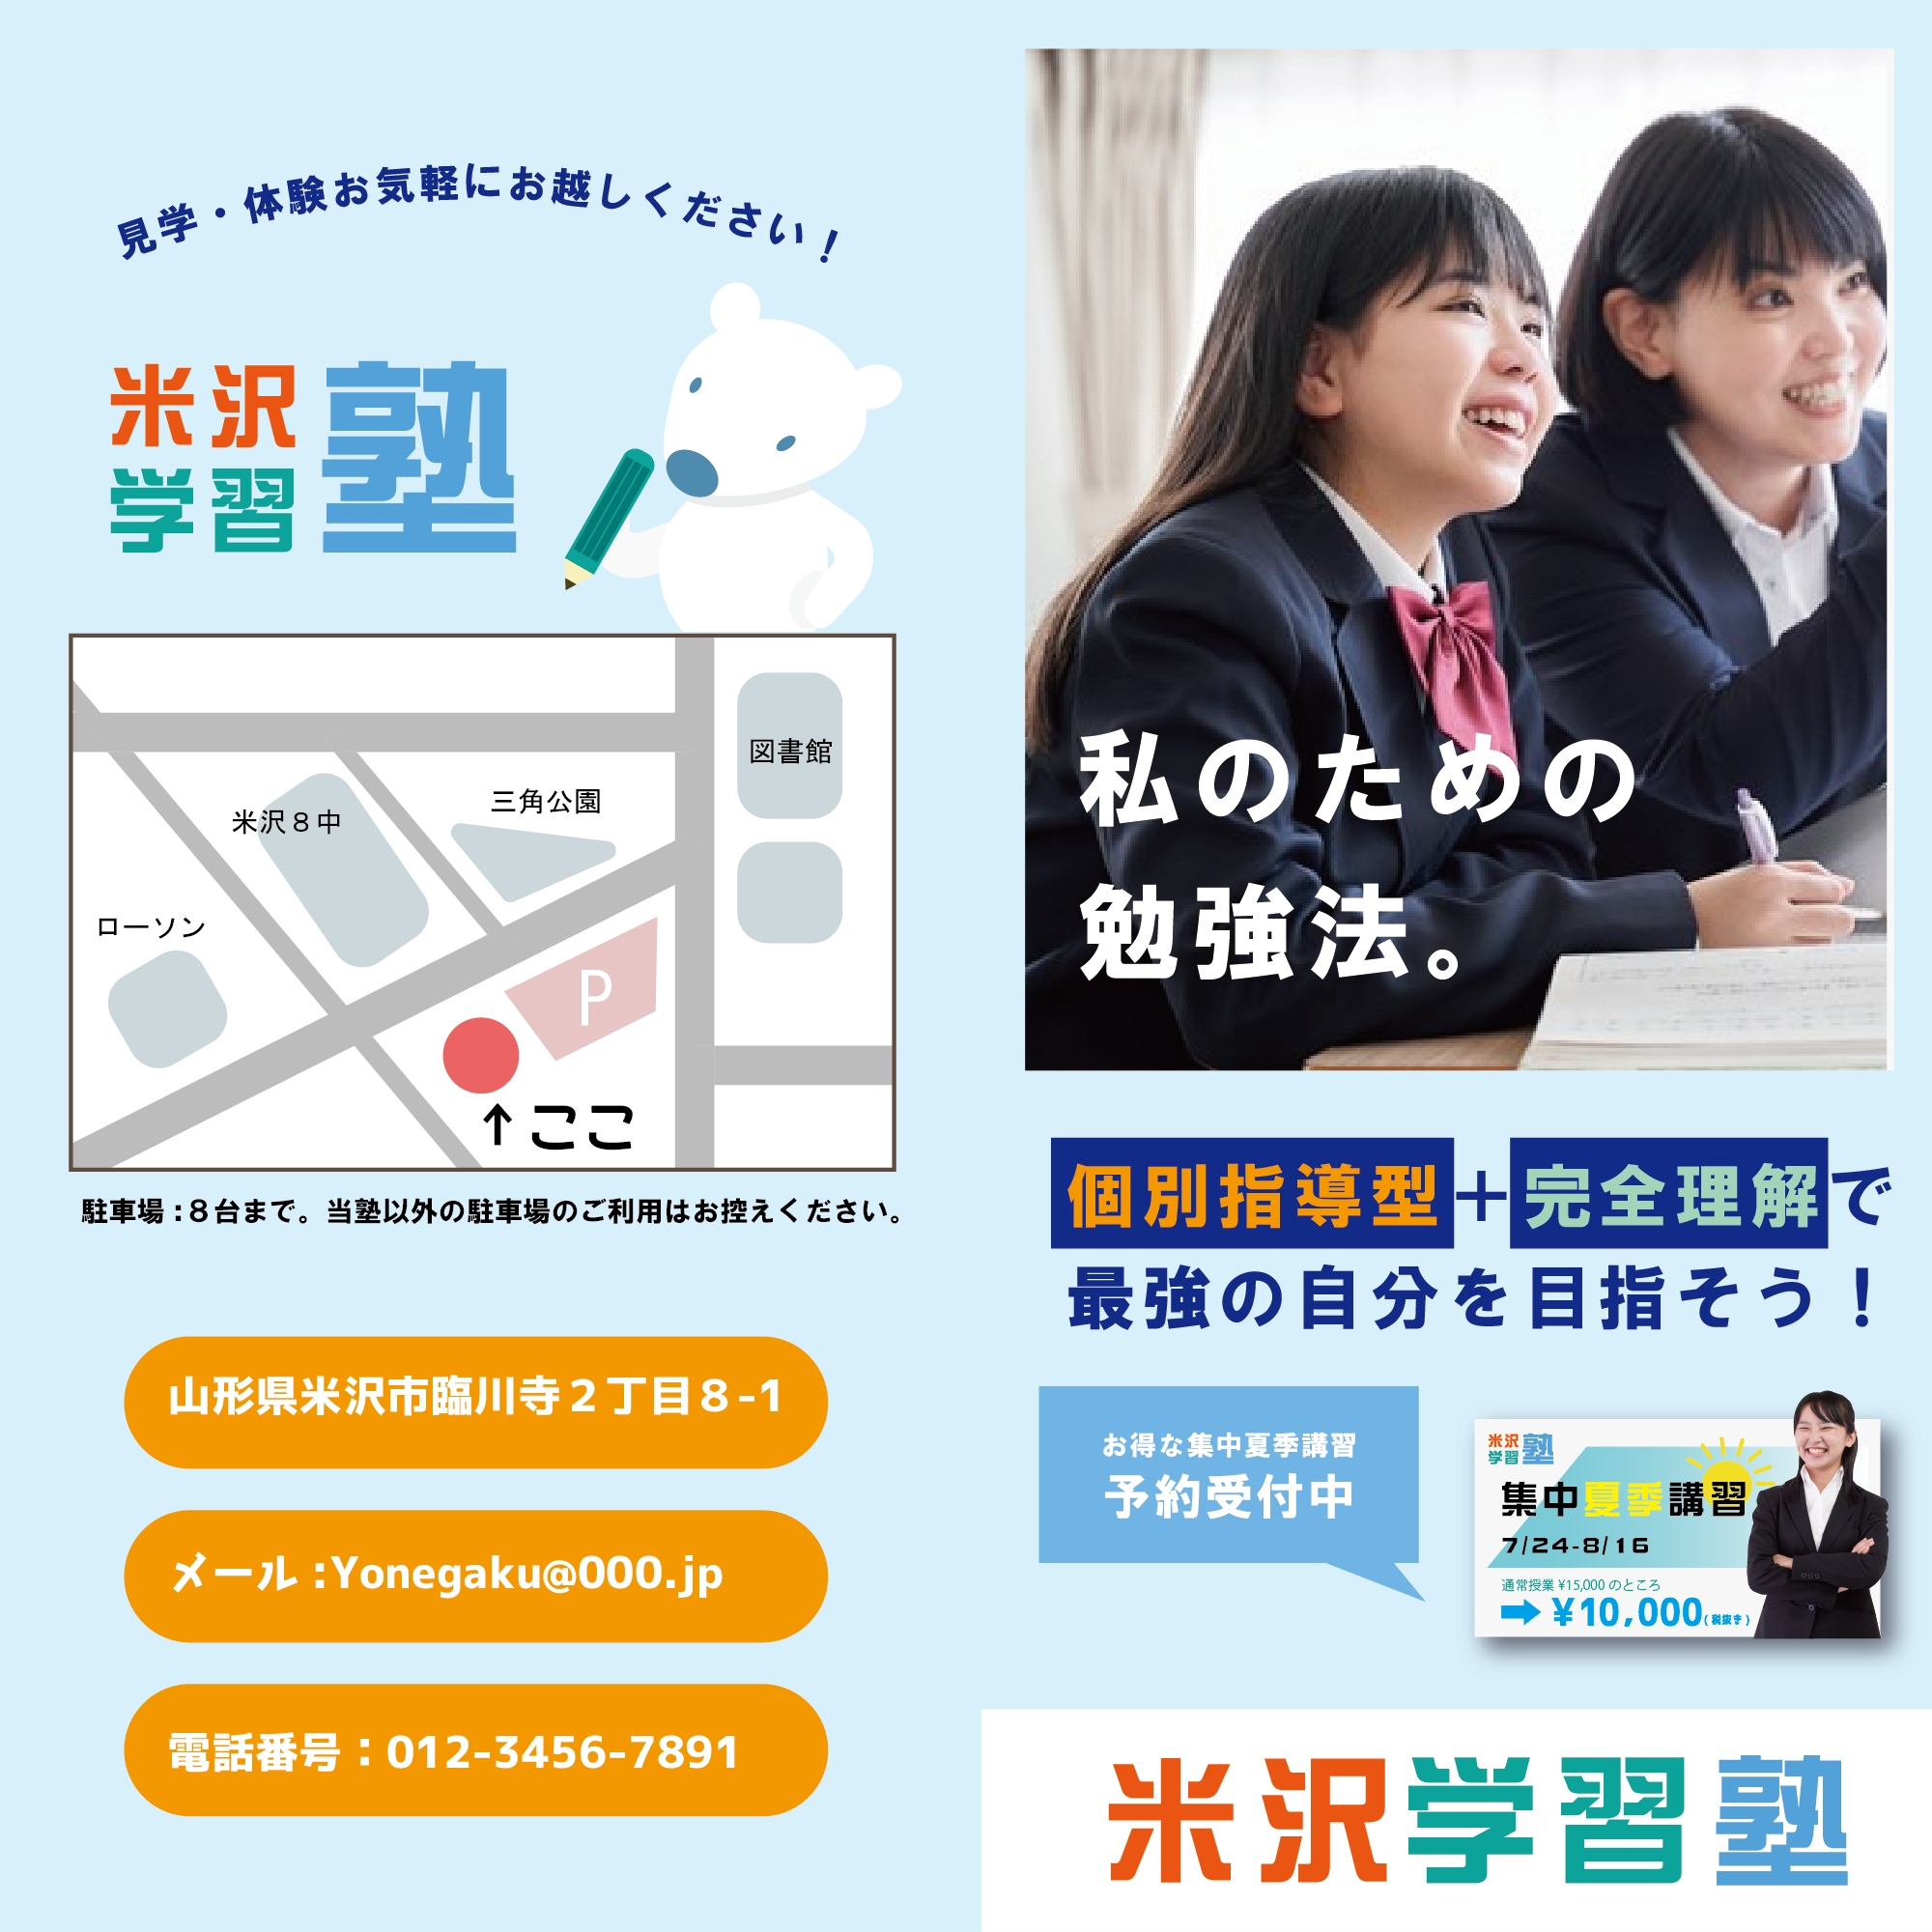 見学・体験お気軽にお越しください！
米沢
学習塾
図書館
三角公園
米沢８中
ローソン
P
↑ここ
駐車場：８台まで。当塾以外の駐車場のご利用はお控えください。
山形県米沢市臨川寺２丁目８-1
メール：Yonegaku@000.jp
電話番号：012-3456-7891
私のための
勉強法。
個別指導型＋完全理解で
最強の自分を目指そう！
お得な集中夏季講習
予約受付中
米沢
学習塾
集中夏季講習
7/24-8/16
通常授業¥15,000のところ
➡¥10,000(税抜き)
米沢学習塾